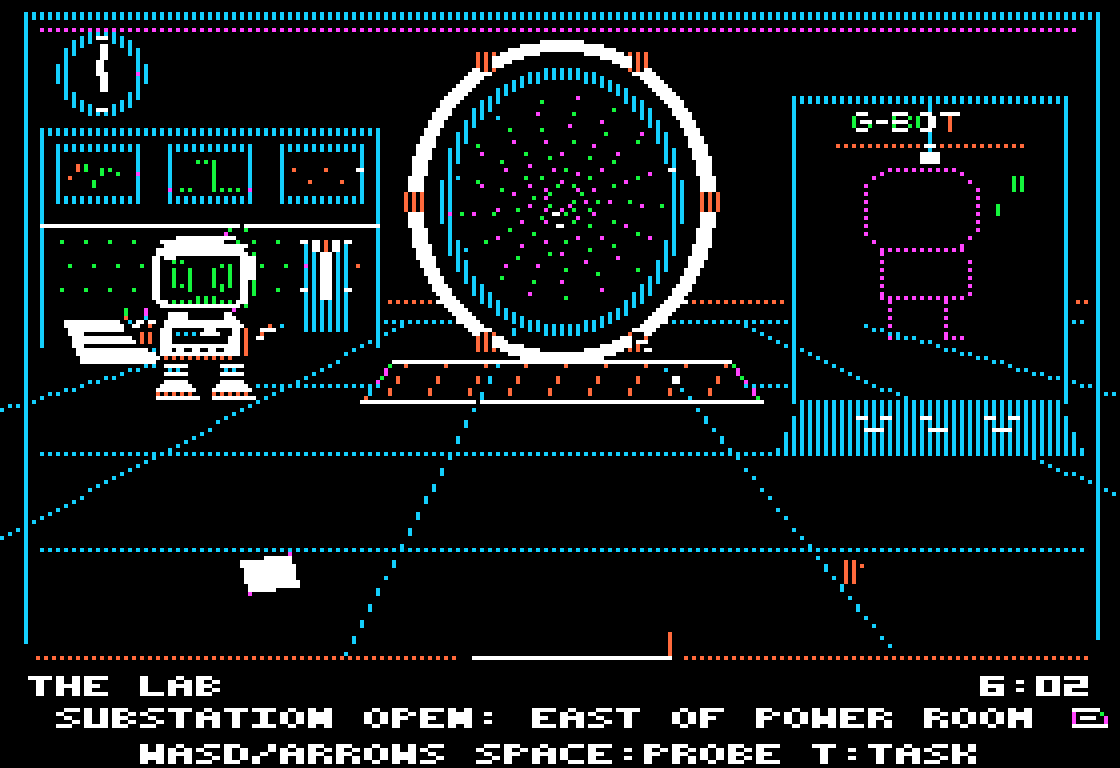 G-BOT
THE LAB 6:02
SUBSTATION OPEN: EAST OF POWER ROOM
WASD/ARROWS SPACE:PROBE T:TASK